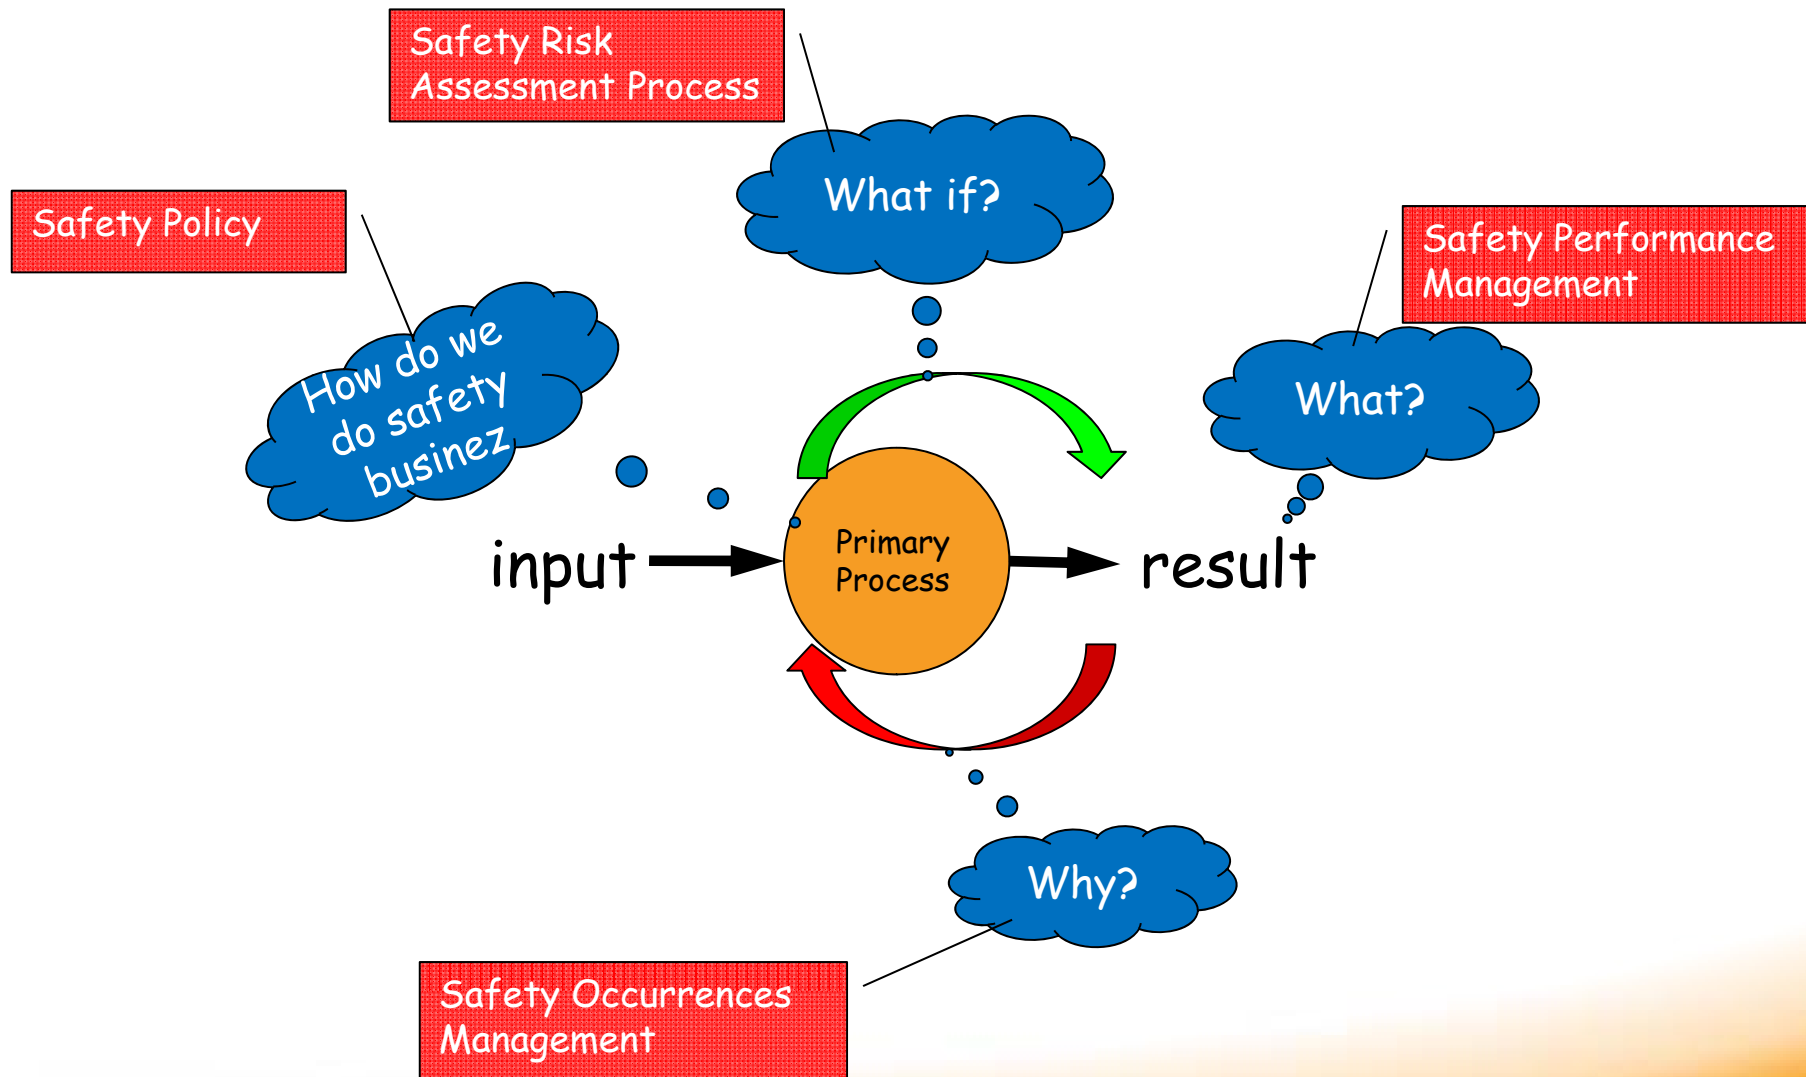 Safety Risk
Assessment Process
What if?
Safety Policy
Safety Performance
Management
How do we
do safety
businez
What?
input
Primary
Process
result
Why?
Safety Occurrences
Management